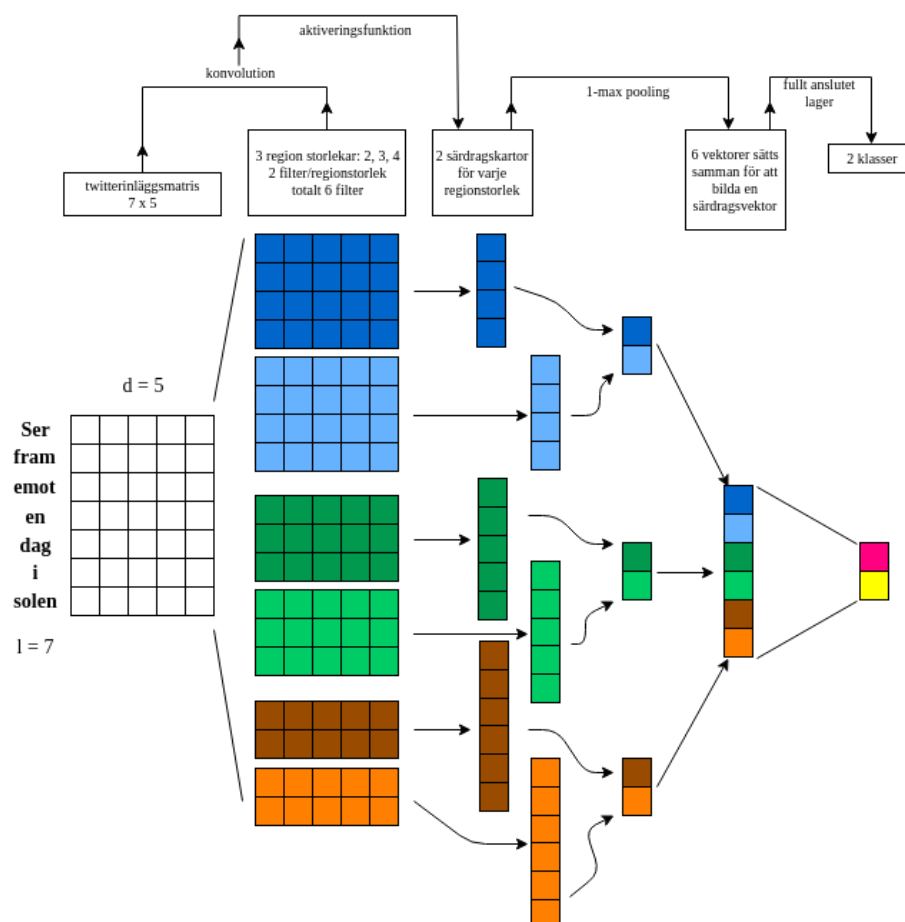 aktiveringsfunktion
konvolution
1-max pooling
fullt anslutet
lager
twitterinläggsmatris
7 x 5
3 region storlekar: 2, 3, 4
2 filter/regionstorlek
totalt 6 filter
2 särdragskartor
för varje
regionstorlek
6 vektorer sätts
samman för att
bilda en
särdragsvektor
2 klasser
d = 5
Ser
fram
emot
en
dag
i
solen
l = 7